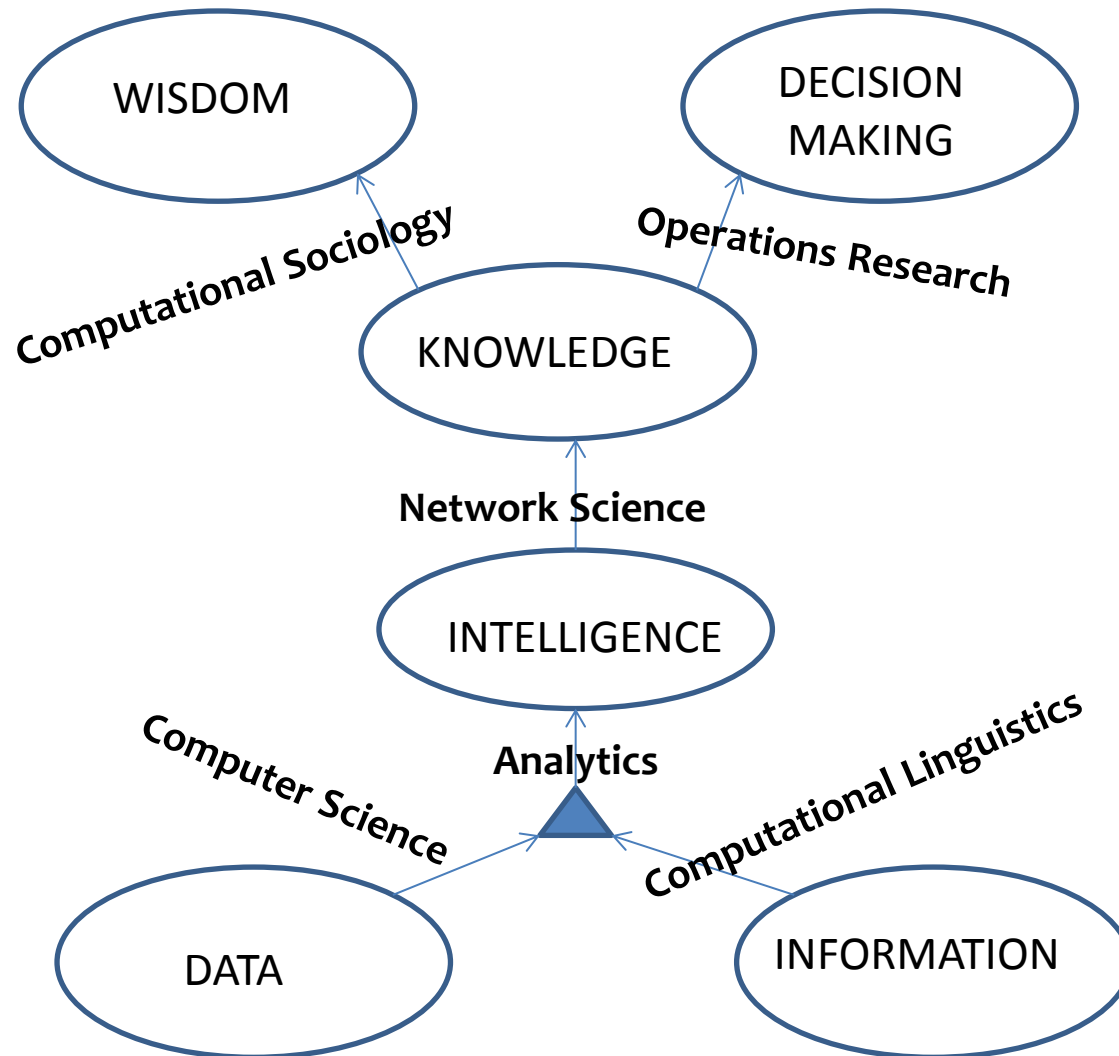 WISDOM
DECISION
MAKING
Computational Sociology
Operations Research
KNOWLEDGE
Network Science
INTELLIGENCE
Computer Science
Analytics
Computational Linguistics
DATA
INFORMATION